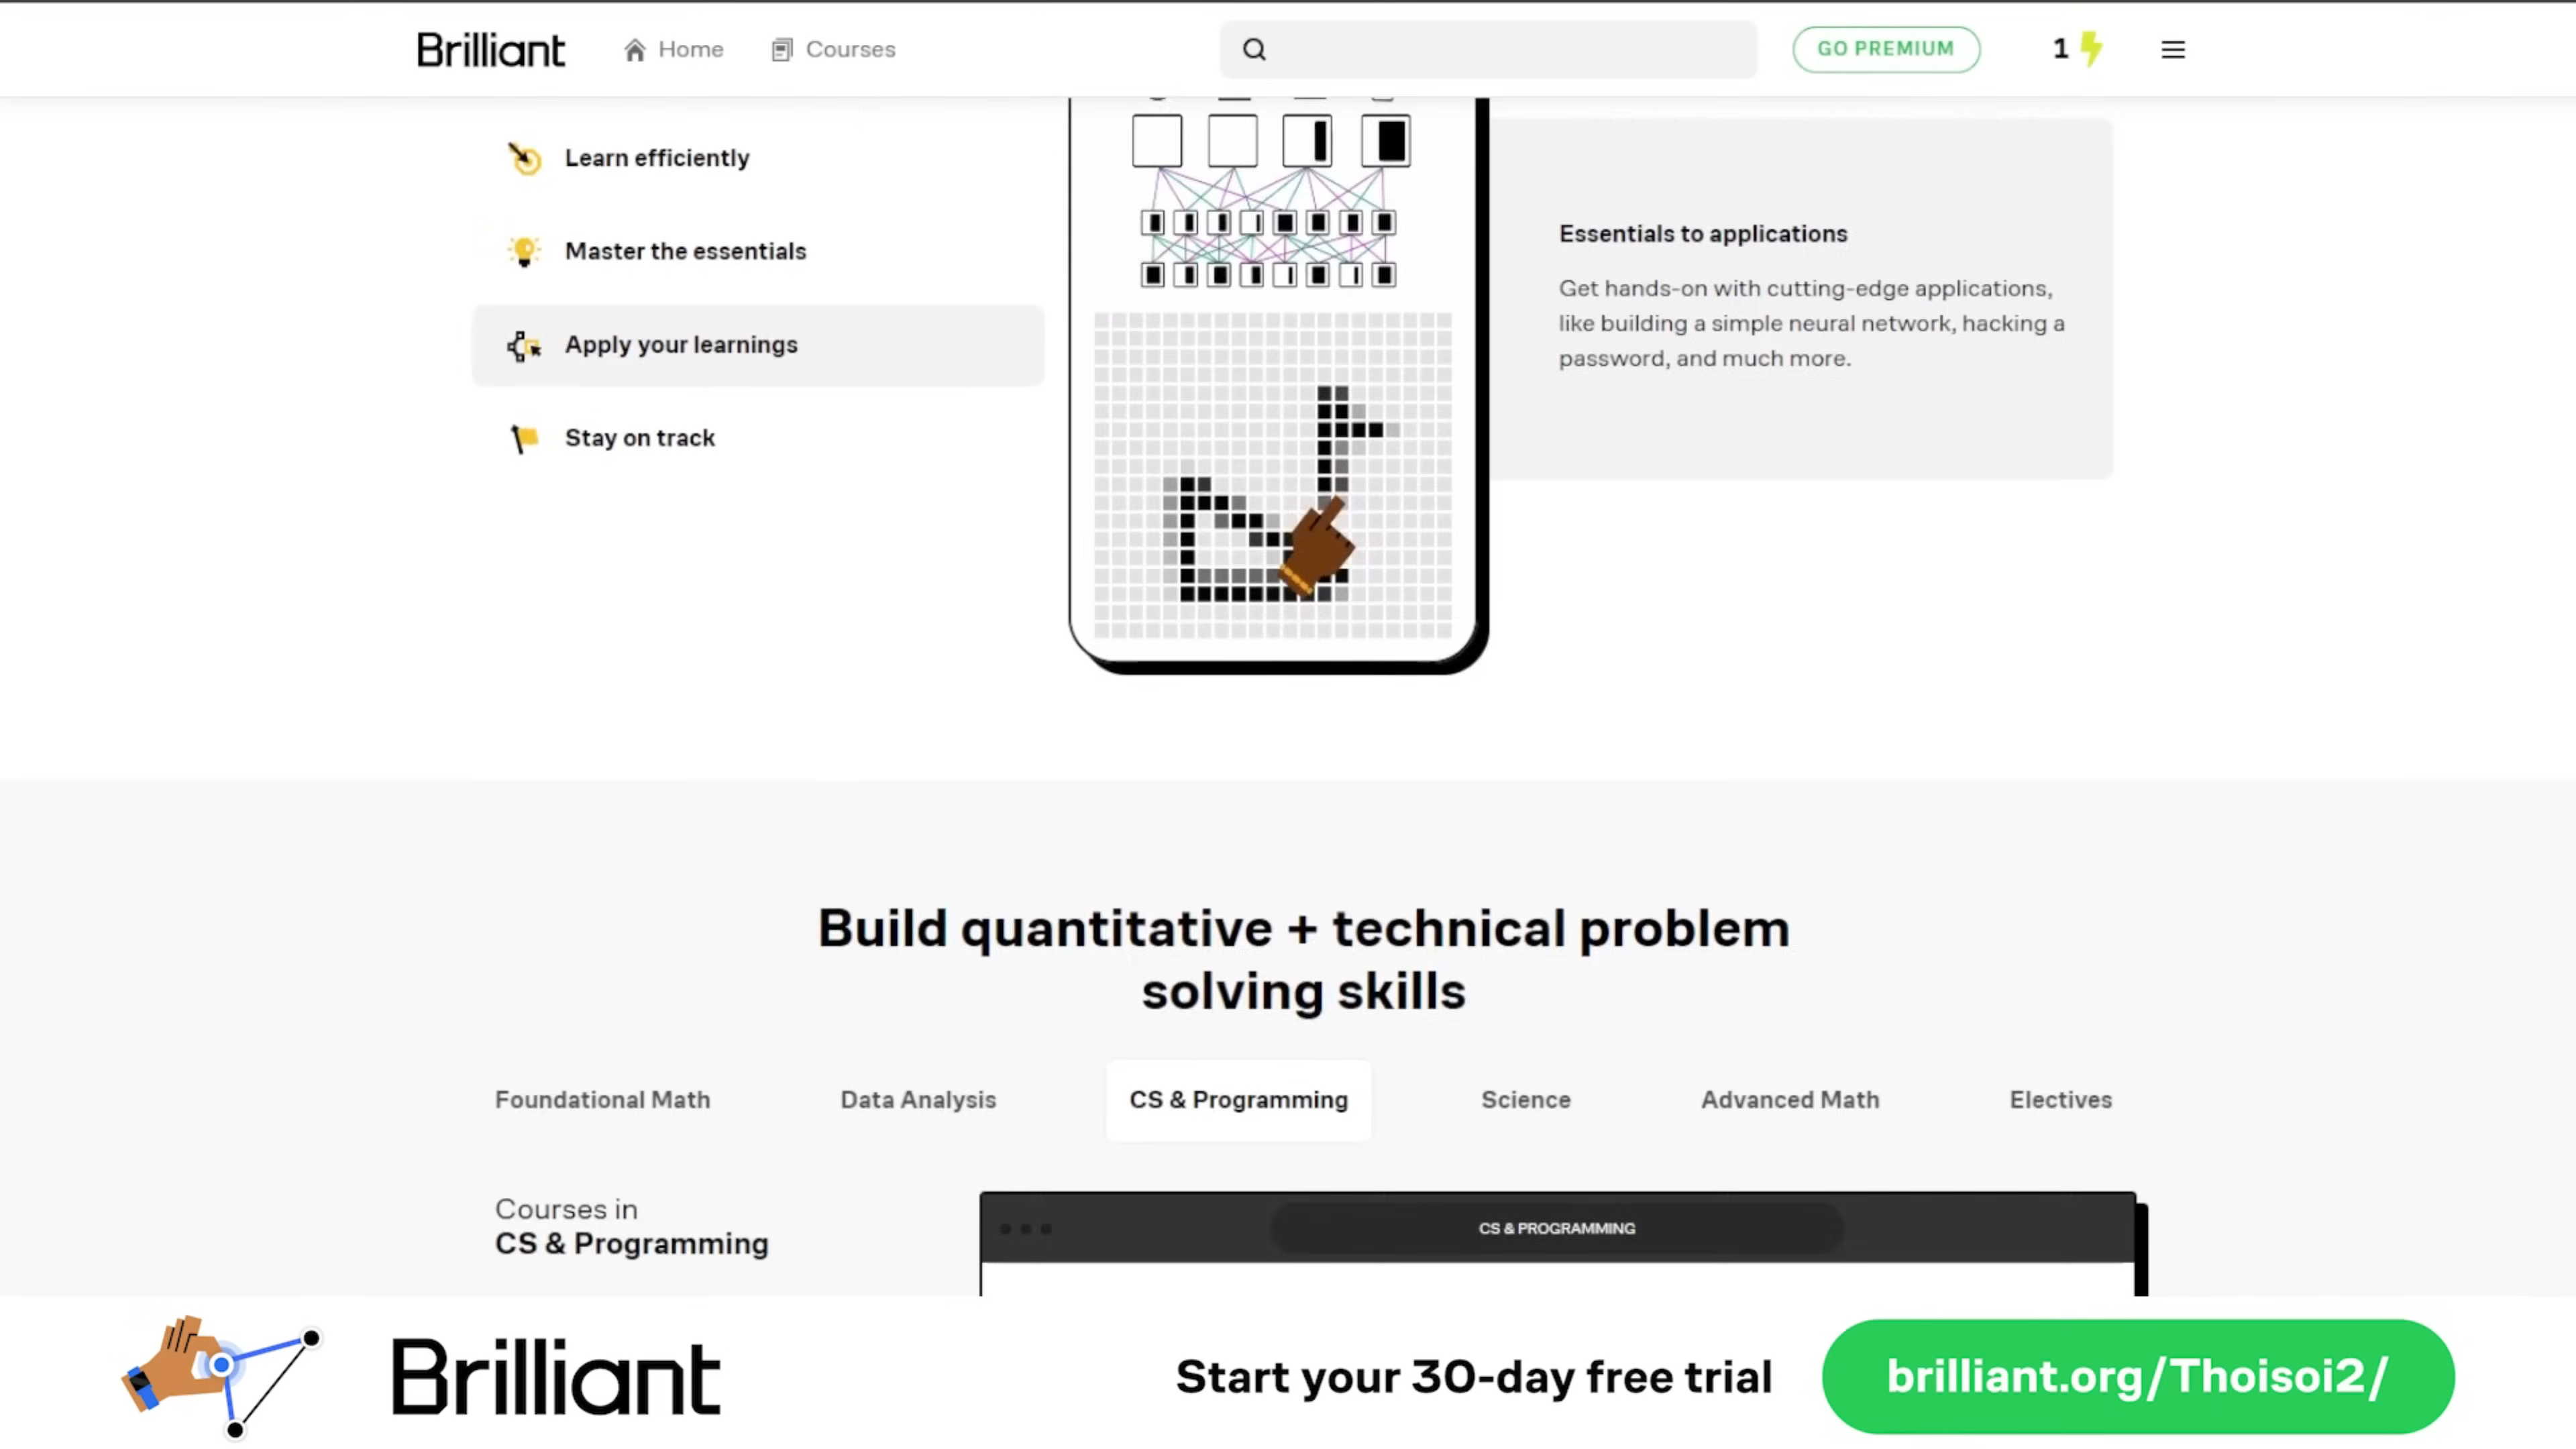 Brilliant
Home
Courses
GO PREMIUM
1
Learn efficiently
Master the essentials
Apply your learnings
Stay on track
Essentials to applications
Get hands-on with cutting-edge applications,
like building a simple neural network, hacking a
password, and much more.
Build quantitative + technical problem
solving skills
Foundational Math
Data Analysis
CS & Programming
Science
Advanced Math
Electives
Courses in
CS & Programming
CS & PROGRAMMING
Brilliant
Start your 30-day free trial
brilliant.org/Thoisoi2/